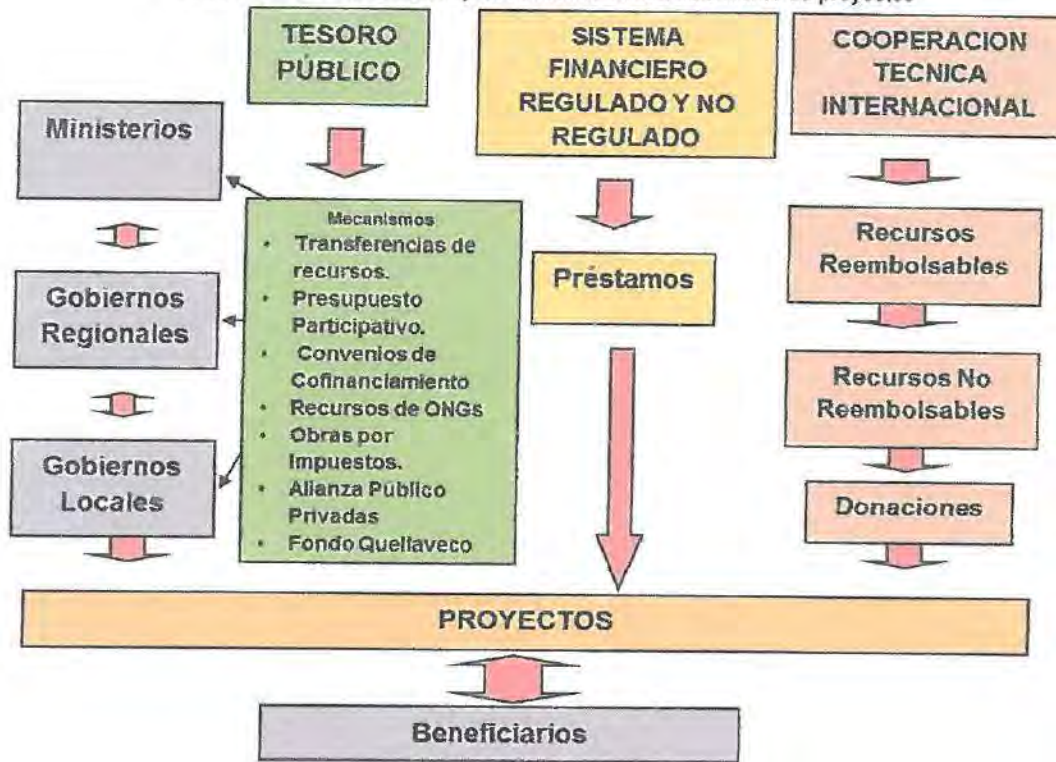 proyectos
TESORO
PÚBLICO
SISTEMA
FINANCIERO
REGULADO Y NO
REGULADO
COOPERACION
TECNICA
INTERNACIONAL
Ministerios
Gobiernos
Regionales
Gobiernos
Locales
Mecanismos
• Transferencias de
recursos.
• Presupuesto
Participativo.
• Convenios de
Cofinanciamiento
• Recursos de ONGs
• Obras por
Impuestos.
• Alianza Público
Privadas
• Fondo Quellaveco
Préstamos
Recursos
Reembolsables
Recursos No
Reembolsables
Donaciones
PROYECTOS
Beneficiarios